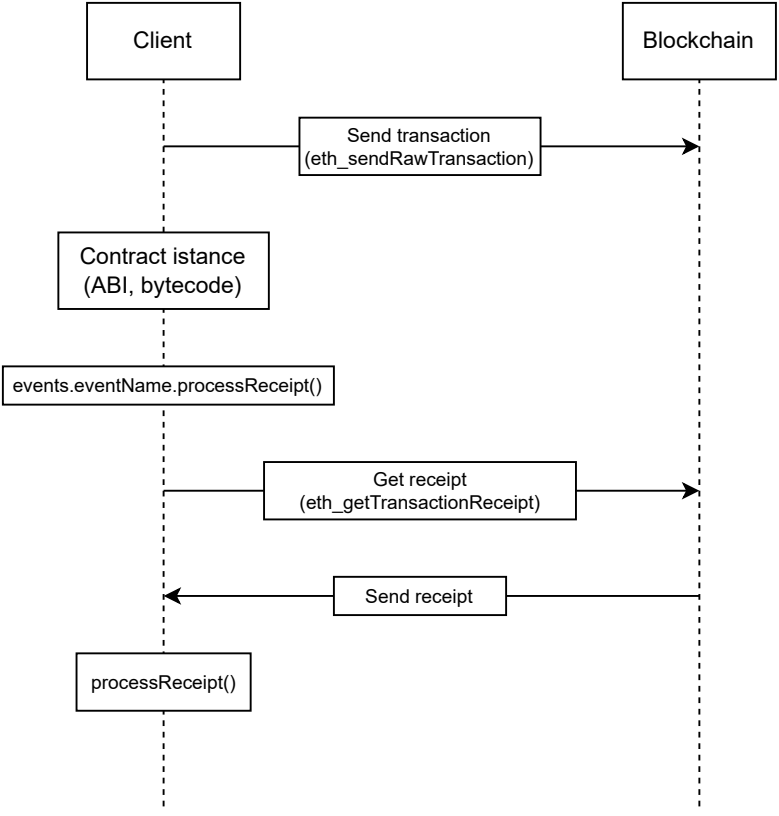 Client
Blockchain
Send transaction
(eth_sendRawTransaction)
Contract istance
(ABI, bytecode)
events.eventName.processReceipt()
Get receipt
(eth_getTransactionReceipt)
Send receipt
processReceipt()